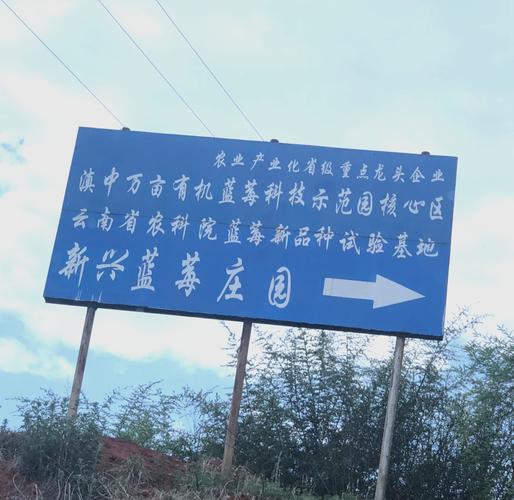 农业产业化省级重点龙头企业
滇中万亩有机蓝莓科技示范园核心区
云南省农科院蓝莓新品种试验基地
新兴蓝莓庄园